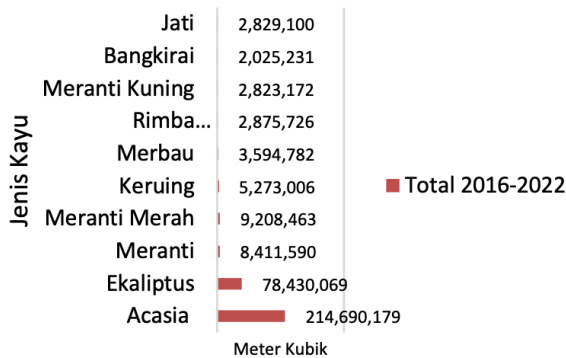 Jenis Kayu
Jati 2,829,100
Bangkirai 2,025,231
Meranti Kuning 2,823,172
Rimba... 2,875,726
Merbau 3,594,782
Keruing 5,273,006
Meranti Merah 9,208,463
Meranti 8,411,590
Ekaliptus 78,430,069
Acasia 214,690,179
Meter Kubik
Total 2016-2022